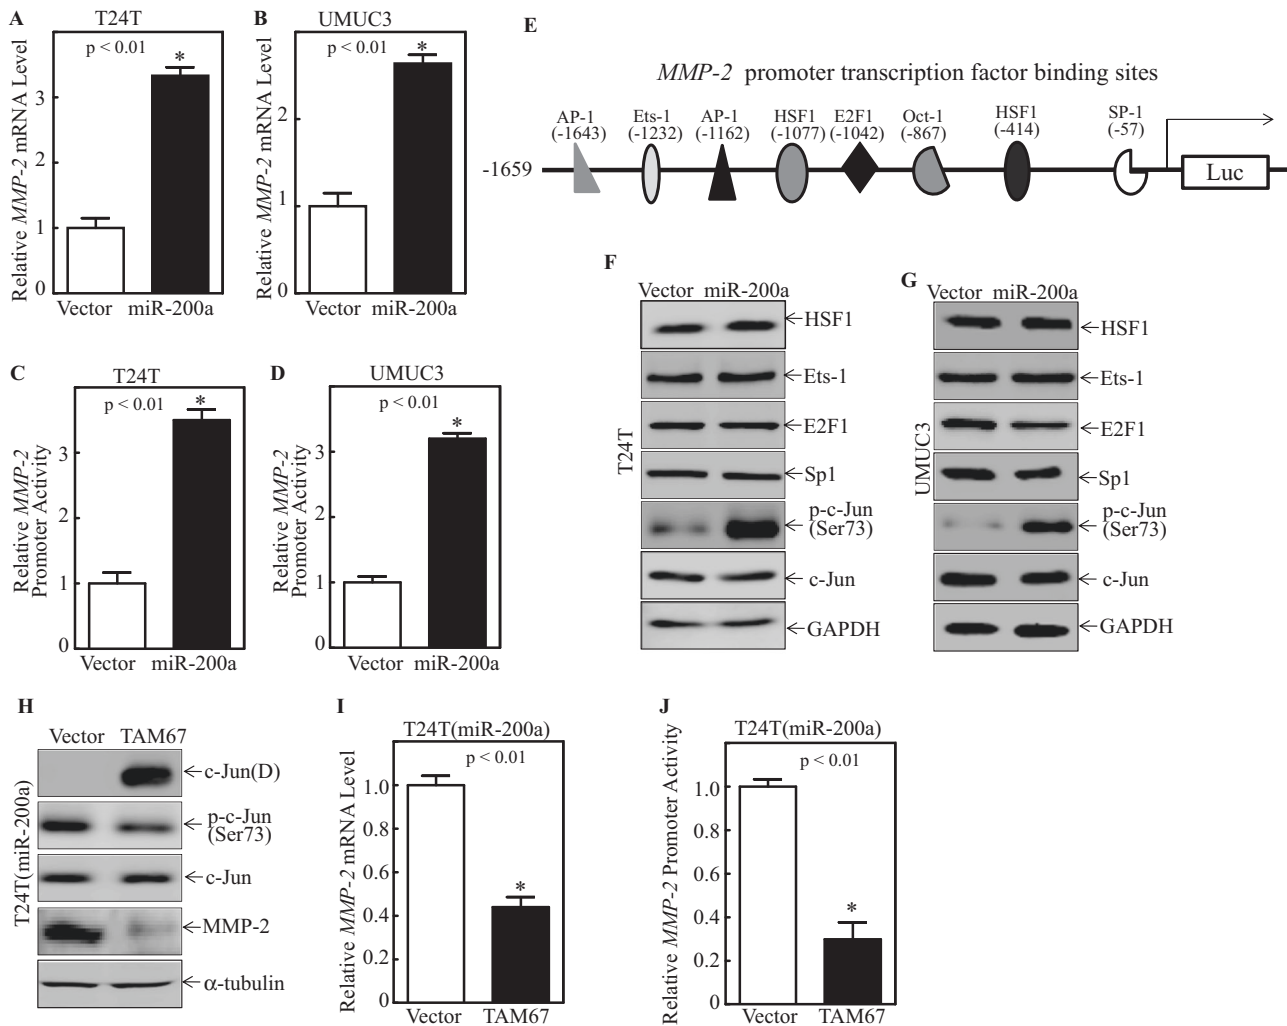 A
T24T
p < 0.01
*
Relative MMP-2 mRNA Level
3
2
1
0
Vector miR-200a
B
UMUC3
p < 0.01
*
Relative MMP-2 mRNA Level
2
1
0
Vector miR-200a
E
MMP-2 promoter transcription factor binding sites
AP-1 Ets-1 AP-1 HSF1 E2F1 Oct-1 HSF1 SP-1
(-1643) (-1232) (-1162) (-1077) (-1042) (-867) (-414) (-57)
-1659
Luc
C
T24T
p < 0.01
*
Relative MMP-2
Promoter Activity
3
2
1
0
Vector miR-200a
D
UMUC3
p < 0.01
*
Relative MMP-2
Promoter Activity
3
2
1
0
Vector miR-200a
F
Vector miR-200a
T24T
HSF1
Ets-1
E2F1
Sp1
p-c-Jun
(Ser73)
c-Jun
GAPDH
G
Vector miR-200a
UMUC3
HSF1
Ets-1
E2F1
Sp1
p-c-Jun
(Ser73)
c-Jun
GAPDH
H
Vector TAM67
T24T(miR-200a)
c-Jun(D)
p-c-Jun
(Ser73)
c-Jun
MMP-2
α-tubulin
I
T24T(miR-200a)
p < 0.01
*
Relative MMP-2 mRNA Level
1.0
0.8
0.6
0.4
0.2
0
Vector TAM67
J
T24T(miR-200a)
p < 0.01
*
Relative MMP-2 Promoter Activity
1.0
0.8
0.6
0.4
0.2
0
Vector TAM67